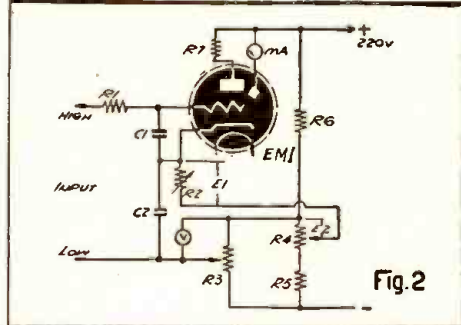 R7
mA
+
220V
R1
HIGH
R6
C1
EM1
INPUT
R2
E1
C2
E2
V
R4
LOW
R3
R5
Fig.2
-